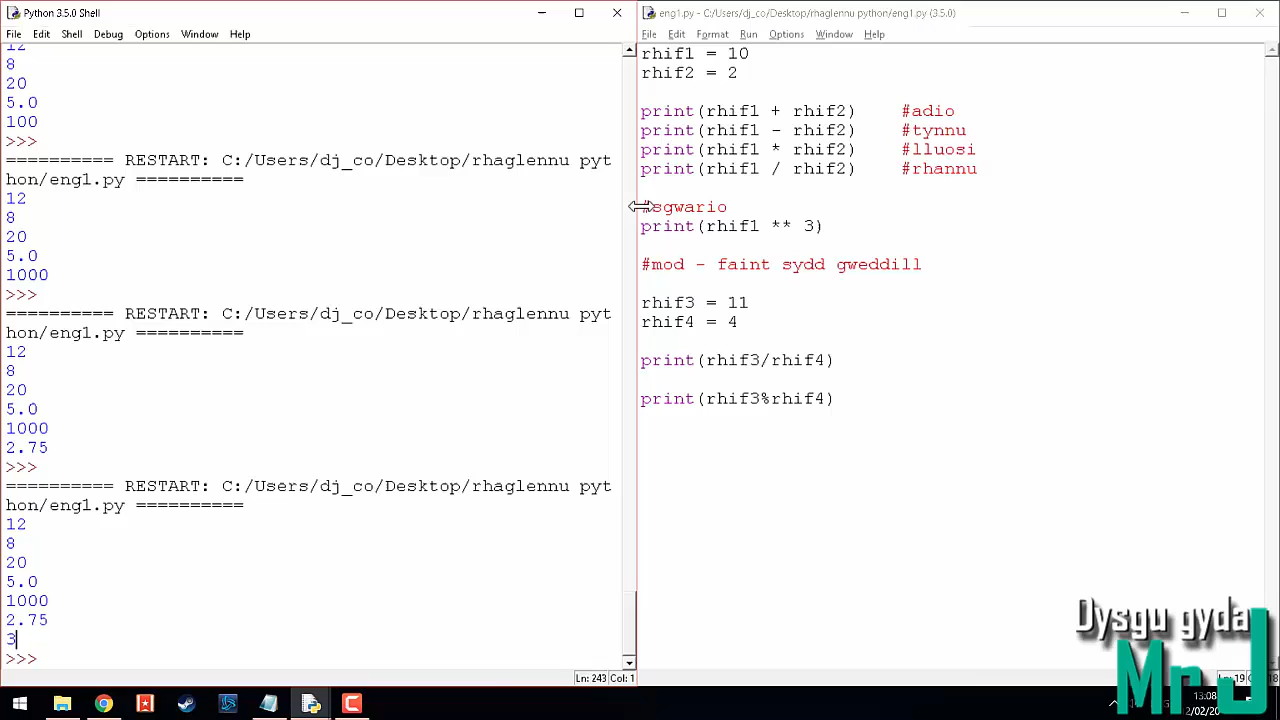 Python 3.5.0 Shell
File Edit Shell Debug Options Window Help
12
8
20
5.0
100
>>>
========== RESTART: C:/Users/dj_co/Desktop/rhaglennu pyt
hon/eng1.py ==========
12
8
20
5.0
1000
>>>
========== RESTART: C:/Users/dj_co/Desktop/rhaglennu pyt
hon/eng1.py ==========
12
8
20
5.0
1000
2.75
>>>
========== RESTART: C:/Users/dj_co/Desktop/rhaglennu pyt
hon/eng1.py ==========
12
8
20
5.0
1000
2.75
3
>>>
Ln: 243 Col: 1
eng1.py - C:/Users/dj_co/Desktop/rhaglennu python/eng1.py (3.5.0)
File Edit Format Run Options Window Help
rhif1 = 10
rhif2 = 2
print(rhif1 + rhif2) #adio
print(rhif1 - rhif2) #tynnu
print(rhif1 * rhif2) #lluosi
print(rhif1 / rhif2) #rhannu
#sgwario
print(rhif1 ** 3)
#mod - faint sydd gweddill
rhif3 = 11
rhif4 = 4
print(rhif3/rhif4)
print(rhif3%rhif4)
Dysgu gyda
Mr J
13:08